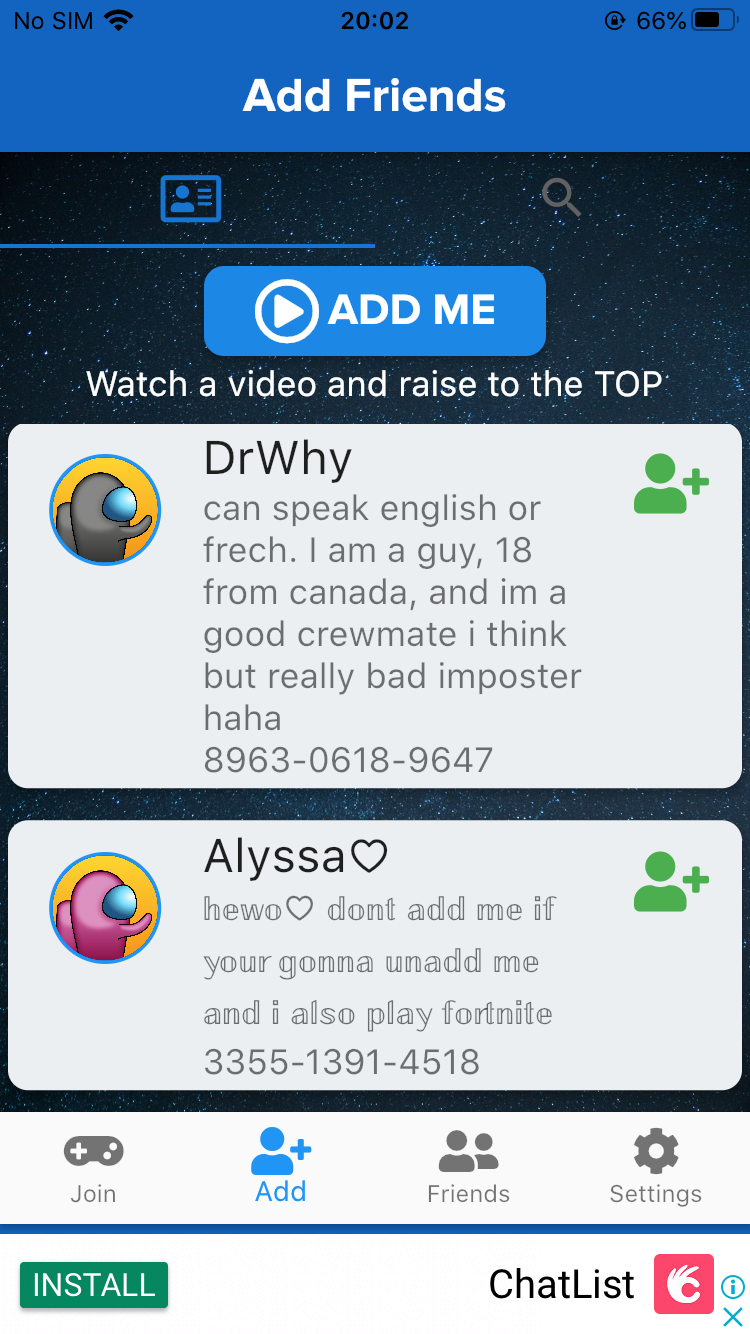 No SIM 20:02 66%
Add Friends
ADD ME
Watch a video and raise to the TOP
DrWhy
can speak english or
frech. I am a guy, 18
from canada, and im a
good crewmate i think
but really bad imposter
haha
8963-0618-9647
Alyssa♡
𝕙𝕖𝕨𝕠♡ 𝕕𝕠𝕟𝕥 𝕒𝕕𝕕 𝕞𝕖 𝕚𝕗
𝕪𝕠𝕦𝕣 𝕘𝕠𝕟𝕟𝕒 𝕦𝕟𝕒𝕕𝕕 𝕞𝕖
𝕒𝕟𝕕 𝕚 𝕒𝕝𝕤𝕠 𝕡𝕝𝕒𝕪 𝕗𝕠𝕣𝕥𝕟𝕚𝕥𝕖
3355-1391-4518
Join Add Friends Settings
INSTALL ChatList